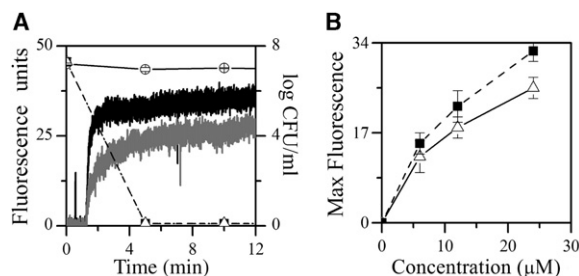 A
Fluorescence units
50
25
0
log CFU/ml
8
4
0
0
4
8
12
Time (min)
B
Max Fluorescence
34
17
0
0
10
20
30
Concentration (µM)